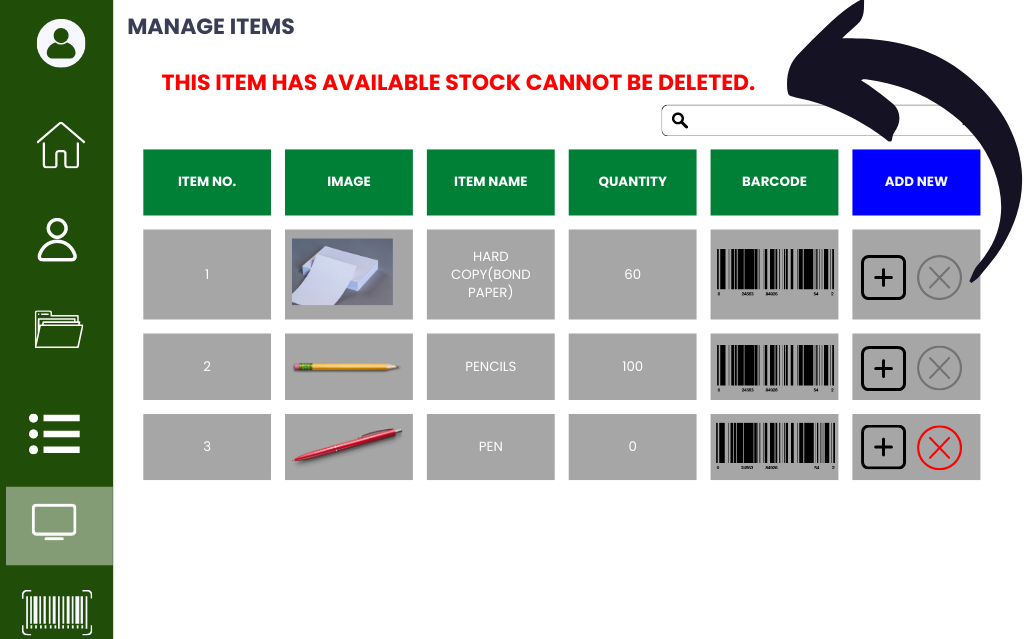 MANAGE ITEMS
THIS ITEM HAS AVAILABLE STOCK CANNOT BE DELETED.
ITEM NO. IMAGE ITEM NAME QUANTITY BARCODE ADD NEW
1 HARD COPY(BOND PAPER) 60
2 PENCILS 100
3 PEN 0